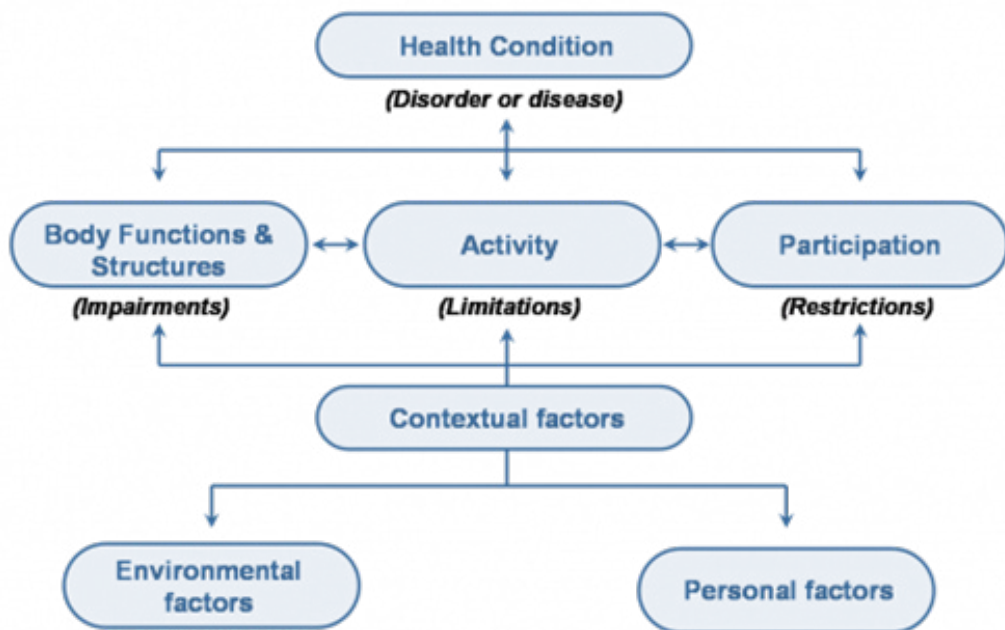 Health Condition
(Disorder or disease)
Body Functions &
Structures
Activity
Participation
(Impairments)
(Limitations)
(Restrictions)
Contextual factors
Environmental
factors
Personal factors